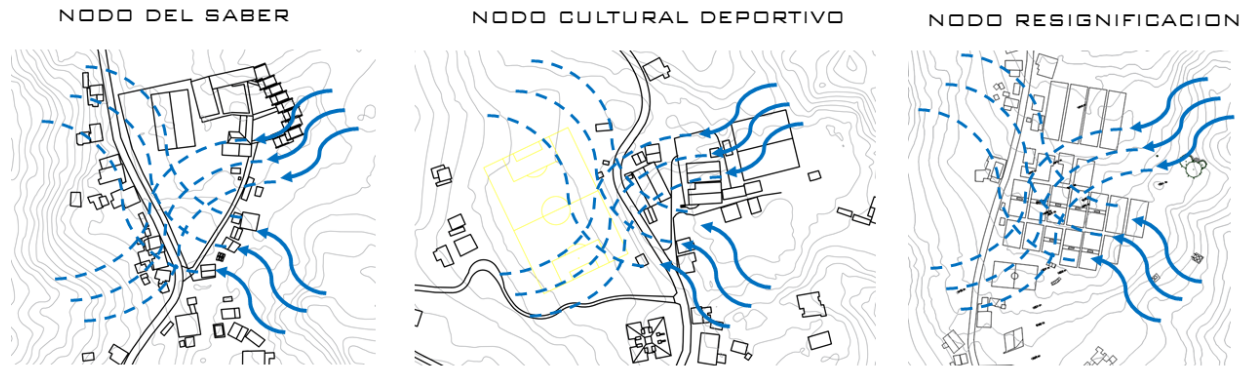 NODO DEL SABER
NODO CULTURAL DEPORTIVO
NODO RESIGNIFICACION